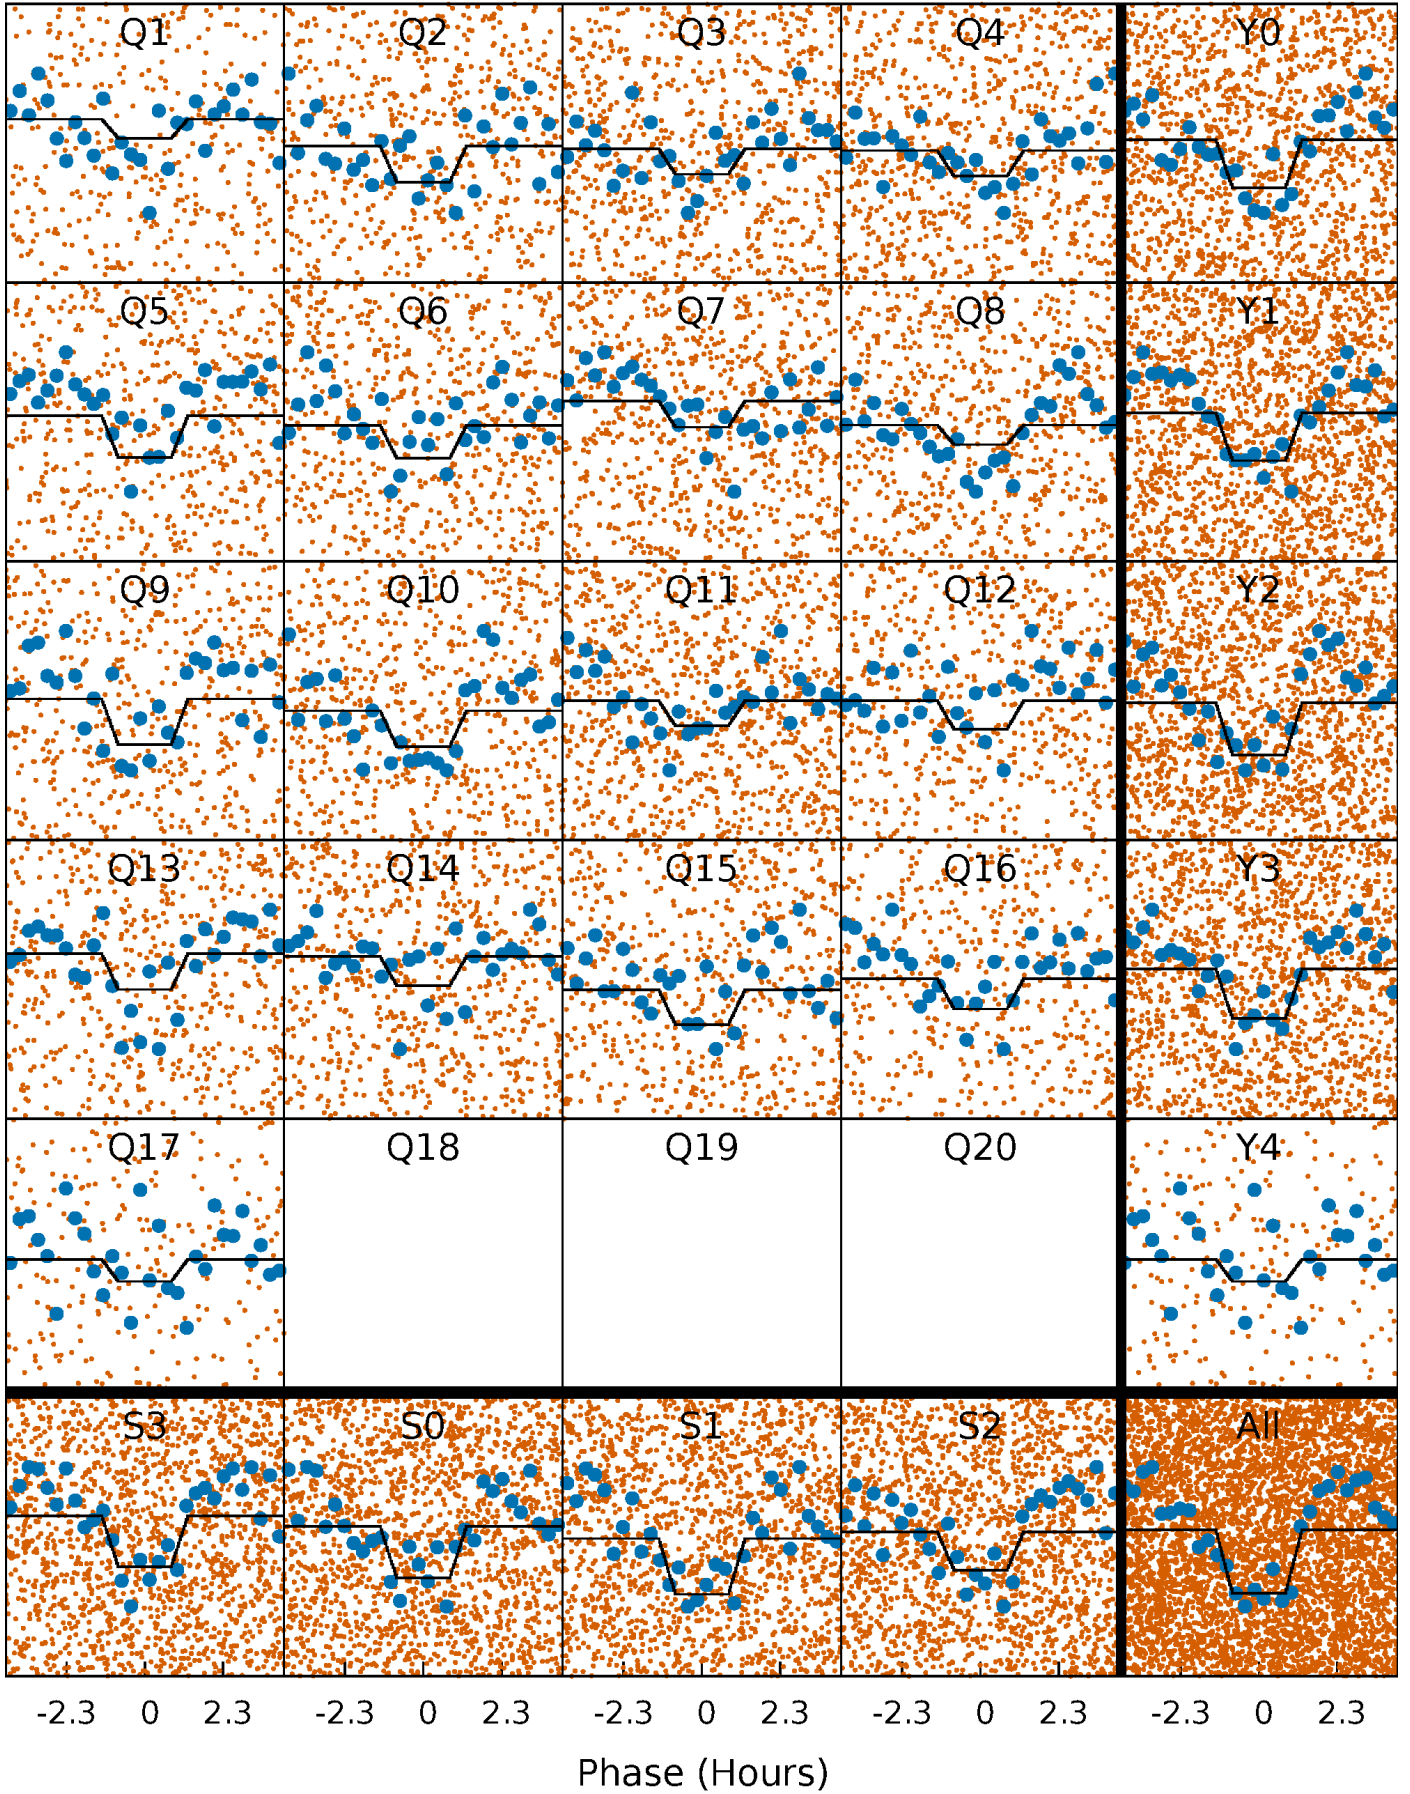 Q1 Q2 Q3 Q4 Y0
Q5 Q6 Q7 Q8 Y1
Q9 Q10 Q11 Q12 Y2
Q13 Q14 Q15 Q16 Y3
Q17 Q18 Q19 Q20 Y4
S3 S0 S1 S2 All
-2.3 0 2.3 -2.3 0 2.3 -2.3 0 2.3 -2.3 0 2.3 -2.3 0 2.3
Phase (Hours)